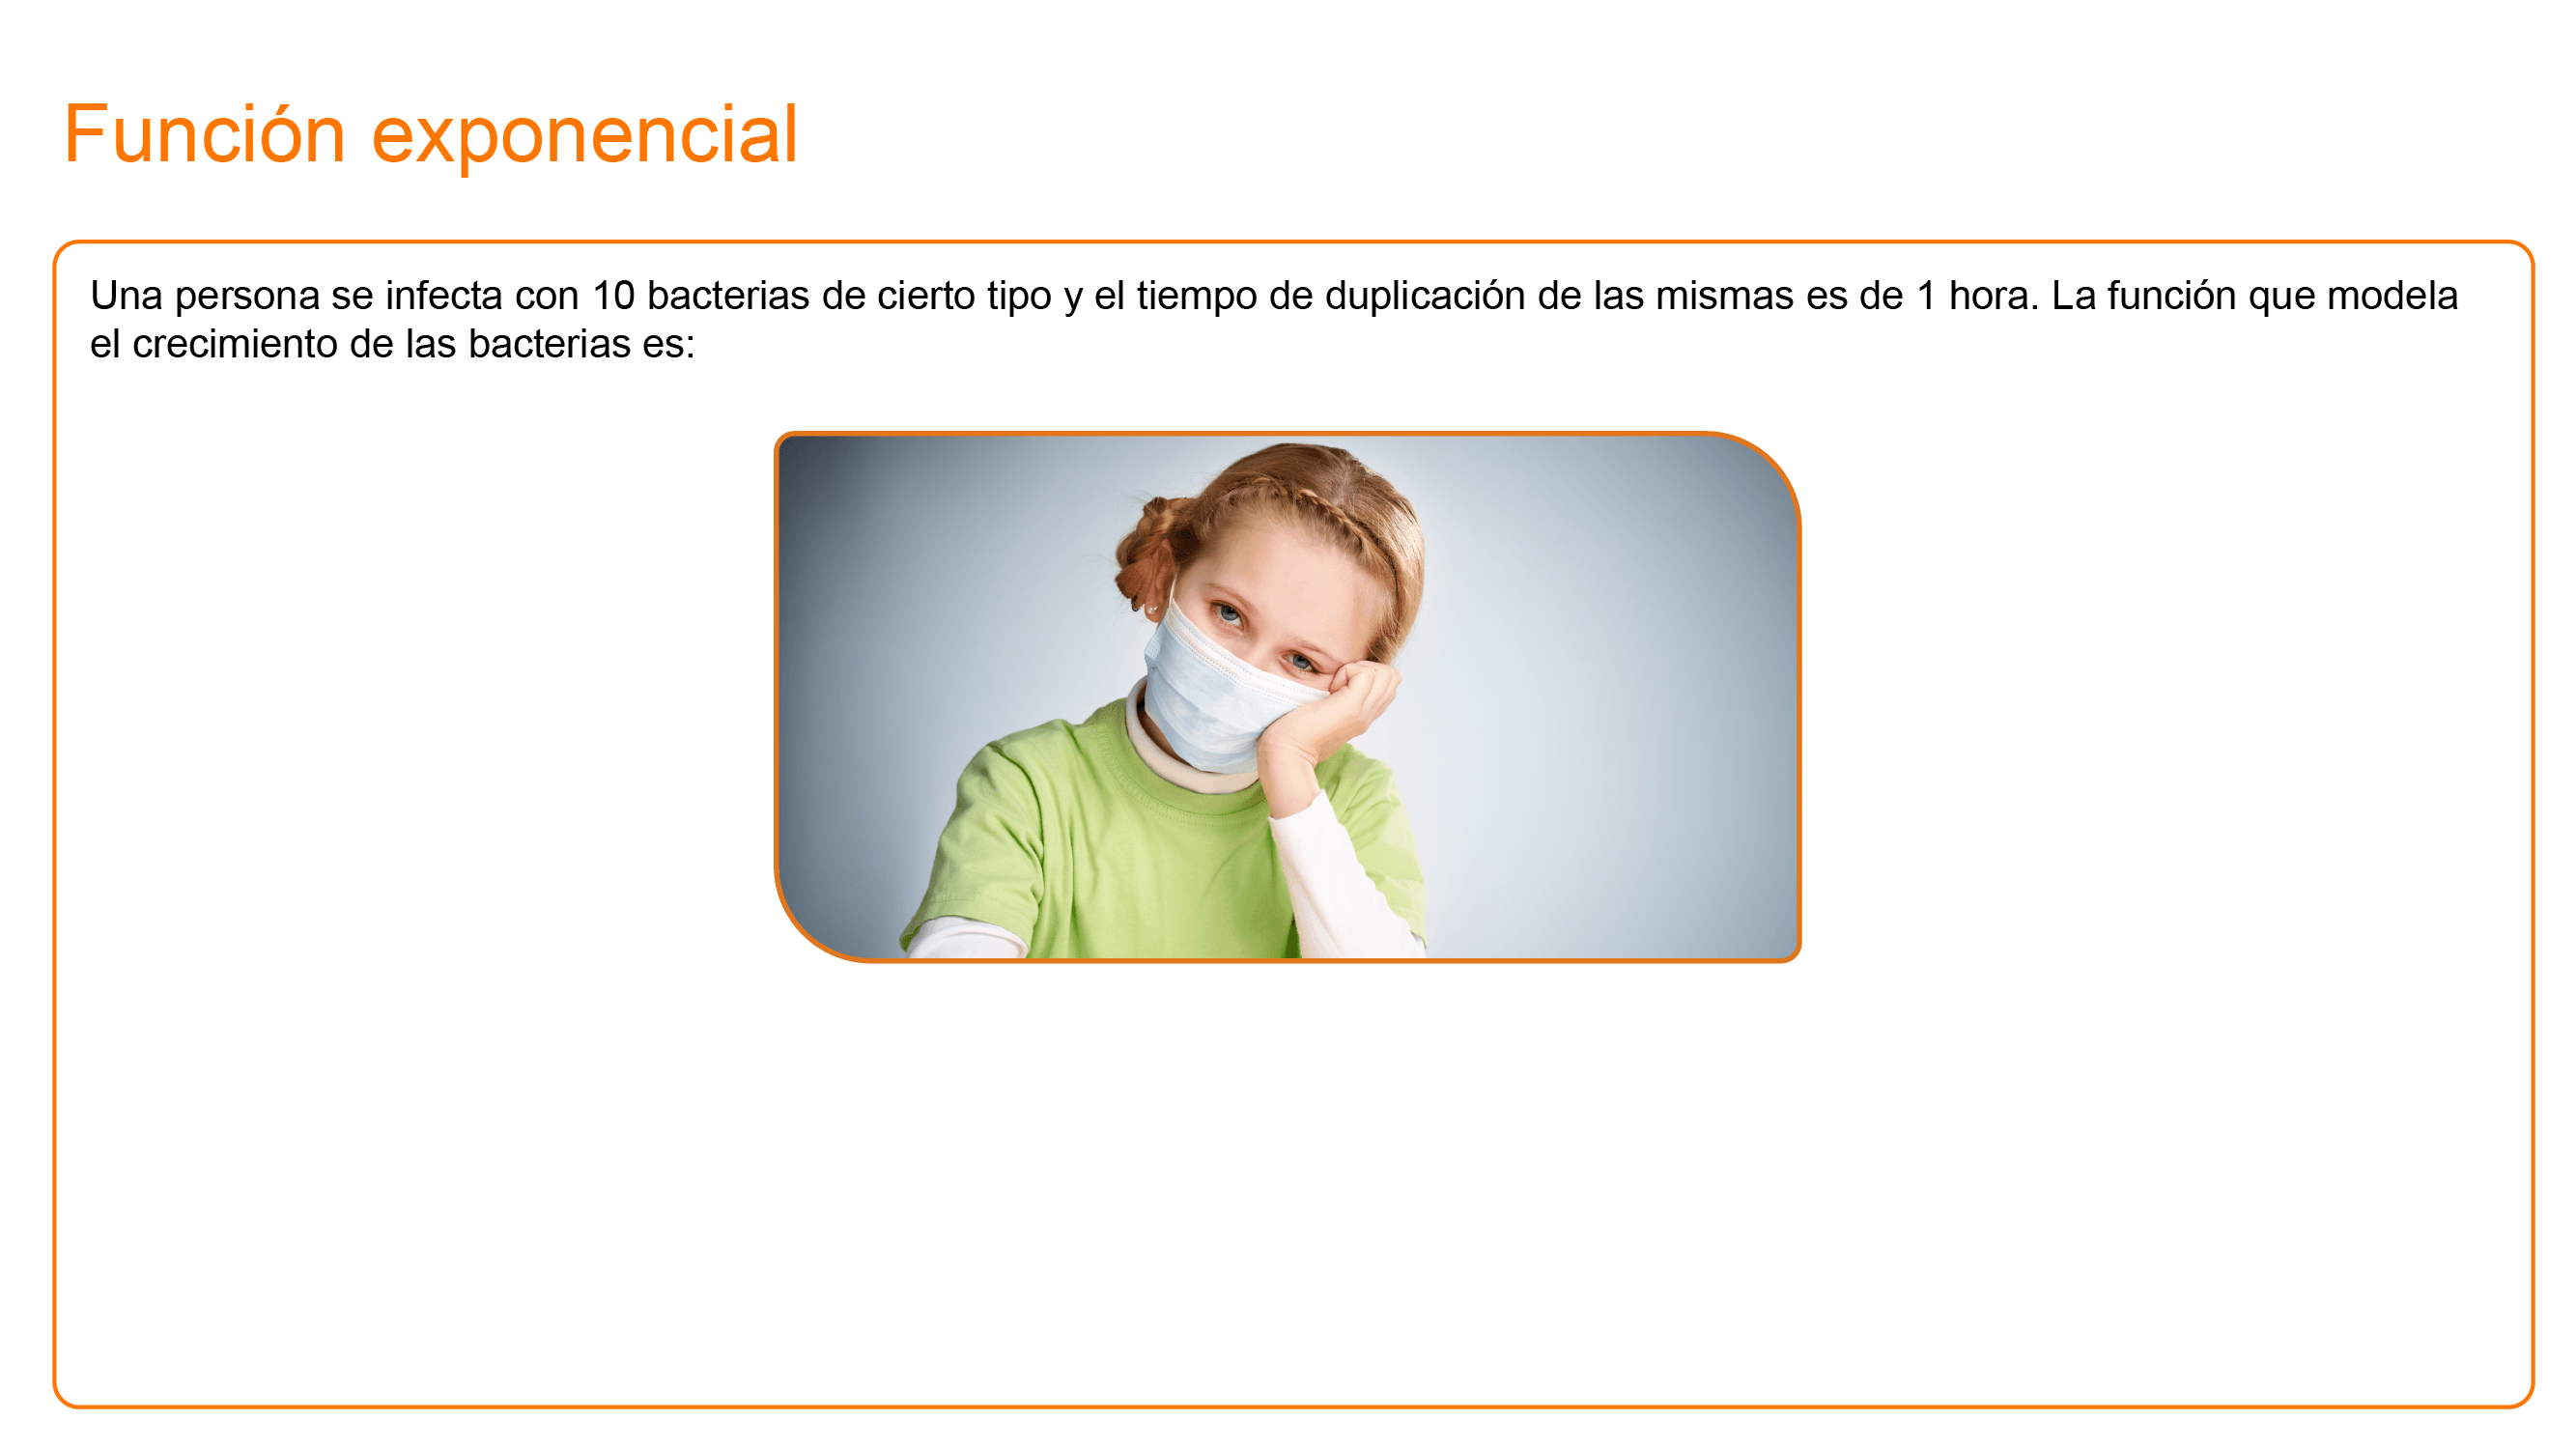 Función exponencial
Una persona se infecta con 10 bacterias de cierto tipo y el tiempo de duplicación de las mismas es de 1 hora. La función que modela
el crecimiento de las bacterias es: